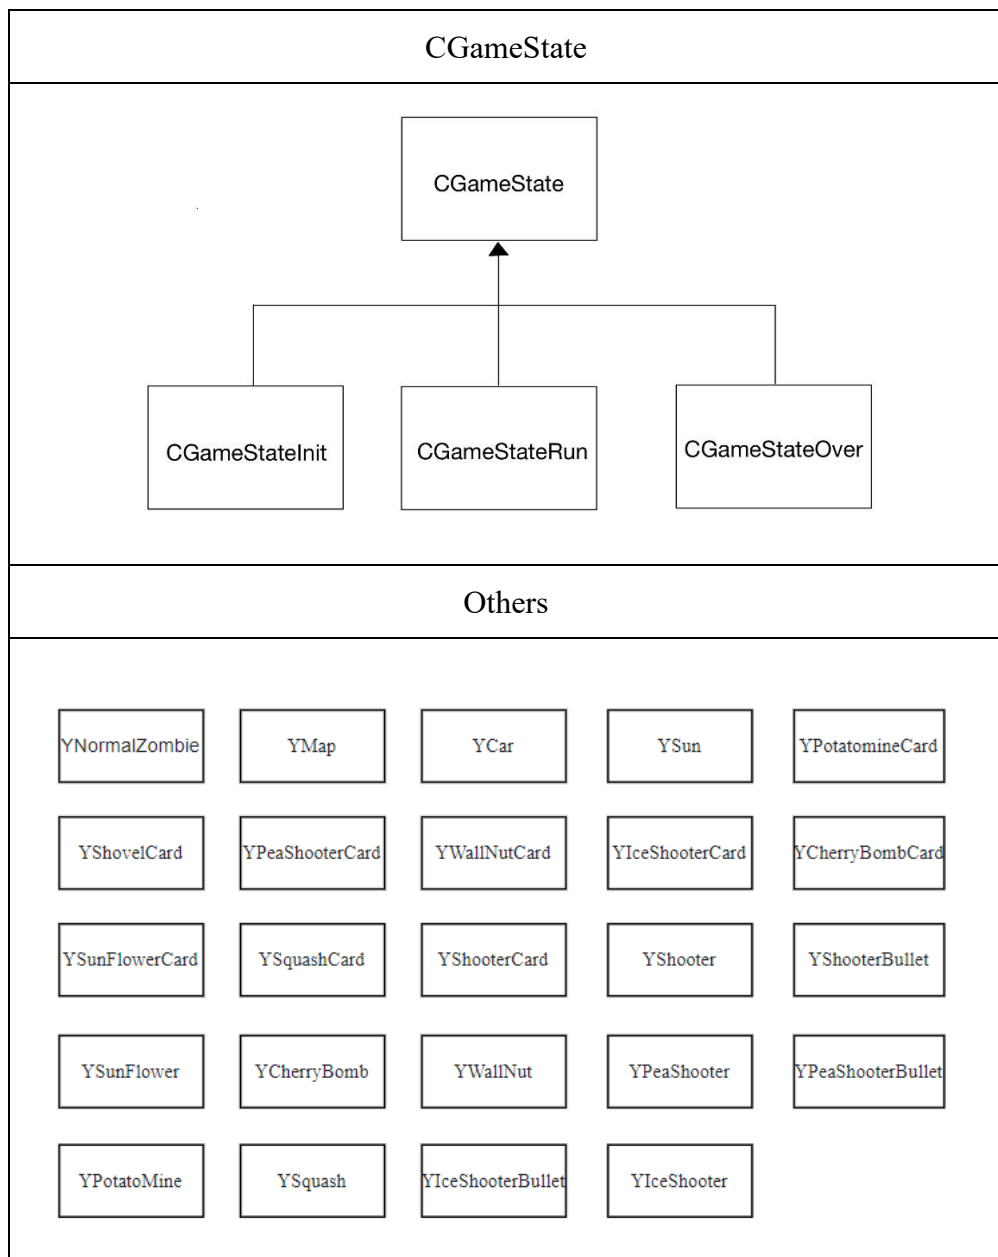 CGameState
CGameState
CGameStateInit
CGameStateRun
CGameStateOver
Others
YNormalZombie
YMap
YCar
YSun
YPotatomineCard
YShovelCard
YPeaShooterCard
YWallNutCard
YIceShooterCard
YCherryBombCard
YSunFlowerCard
YSquashCard
YShooterCard
YShooter
YShooterBullet
YSunFlower
YCherryBomb
YWallNut
YPeaShooter
YPeaShooterBullet
YPotatoMine
YSquash
YIceShooterBullet
YIceShooter